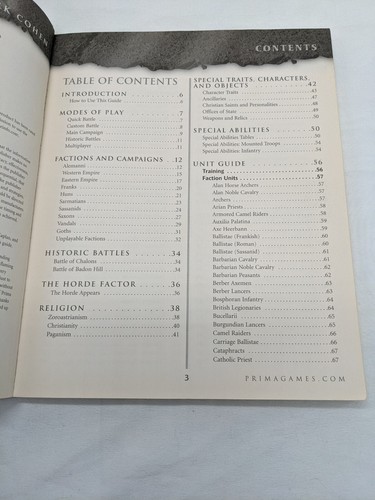 K COHEN
CONTENTS
TABLE OF CONTENTS
INTRODUCTION . . . . . . . . . . . . . . . .6
How to Use This Guide . . . . . . . . . . . . . . .6
MODES OF PLAY . . . . . . . . . . . . . .7
Quick Battle . . . . . . . . . . . . . . .7
Custom Battle . . . . . . . . . . . . . . .8
Main Campaign . . . . . . . . . . . . . . .9
Historic Battles . . . . . . . . . . . . . . .11
Multiplayer . . . . . . . . . . . . . . .11
FACTIONS AND CAMPAIGNS . . .12
Alemanni . . . . . . . . . . . . . . .12
Western Empire . . . . . . . . . . . . . . .15
Eastern Empire . . . . . . . . . . . . . . .17
Franks . . . . . . . . . . . . . . .20
Huns . . . . . . . . . . . . . . .21
Sarmatians . . . . . . . . . . . . . . .23
Sassanids . . . . . . . . . . . . . . .24
Saxons . . . . . . . . . . . . . . .27
Vandals . . . . . . . . . . . . . . .29
Goths . . . . . . . . . . . . . . .31
Unplayable Factions . . . . . . . . . . . . . . .32
HISTORIC BATTLES . . . . . . . . . .34
Battle of Chalons . . . . . . . . . . . . . . .34
Battle of Badon Hill . . . . . . . . . . . . . . .34
THE HORDE FACTOR . . . . . . . . . .36
The Horde Appears . . . . . . . . . . . . . . .36
RELIGION . . . . . . . . . . . . . . .38
Zoroastrianism . . . . . . . . . . . . . . .38
Christianity . . . . . . . . . . . . . . .40
Paganism . . . . . . . . . . . . . . .41
SPECIAL TRAITS, CHARACTERS,
AND OBJECTS . . . . . . . . . . . . . . .42
Character Traits . . . . . . . . . . . . . . .43
Ancillaries . . . . . . . . . . . . . . .47
Christian Saints and Personalities . . . . . . . . . .48
Offices of State . . . . . . . . . . . . . . .49
Weapons and Relics . . . . . . . . . . . . . . .50
SPECIAL ABILITIES . . . . . . . . . . . .50
Special Abilities Tables . . . . . . . . . . . . . . .50
Special Abilities: Mounted Troops . . . . . . . . . .54
Special Abilities: Infantry . . . . . . . . . . . . . . .54
UNIT GUIDE . . . . . . . . . . . . . . .56
Training . . . . . . . . . . . . . . .56
Faction Units . . . . . . . . . . . . . . .57
Alan Horse Archers . . . . . . . . . . . . . . .57
Alan Noble Cavalry . . . . . . . . . . . . . . .57
Archers . . . . . . . . . . . . . . .57
Arian Priests . . . . . . . . . . . . . . .58
Armored Camel Riders . . . . . . . . . . . . . . .58
Auxilia Palatina . . . . . . . . . . . . . . .59
Axe Heerbann . . . . . . . . . . . . . . .59
Ballistae (Frankish) . . . . . . . . . . . . . . .60
Ballistae (Roman) . . . . . . . . . . . . . . .60
Ballistae (Sassanid) . . . . . . . . . . . . . . .61
Barbarian Cavalry . . . . . . . . . . . . . . .61
Barbarian Noble Cavalry . . . . . . . . . . . . . . .62
Barbarian Peasants . . . . . . . . . . . . . . .62
Berber Axemen . . . . . . . . . . . . . . .63
Berber Lancers . . . . . . . . . . . . . . .63
Bosphoran Infantry . . . . . . . . . . . . . . .64
British Legionaries . . . . . . . . . . . . . . .64
Bucellarii . . . . . . . . . . . . . . .65
Burgundian Lancers . . . . . . . . . . . . . . .65
Camel Raiders . . . . . . . . . . . . . . .66
Carriage Ballistae . . . . . . . . . . . . . . .66
Cataphracts . . . . . . . . . . . . . . .67
Catholic Priest . . . . . . . . . . . . . . .67
3
PRIMAGAMES.COM